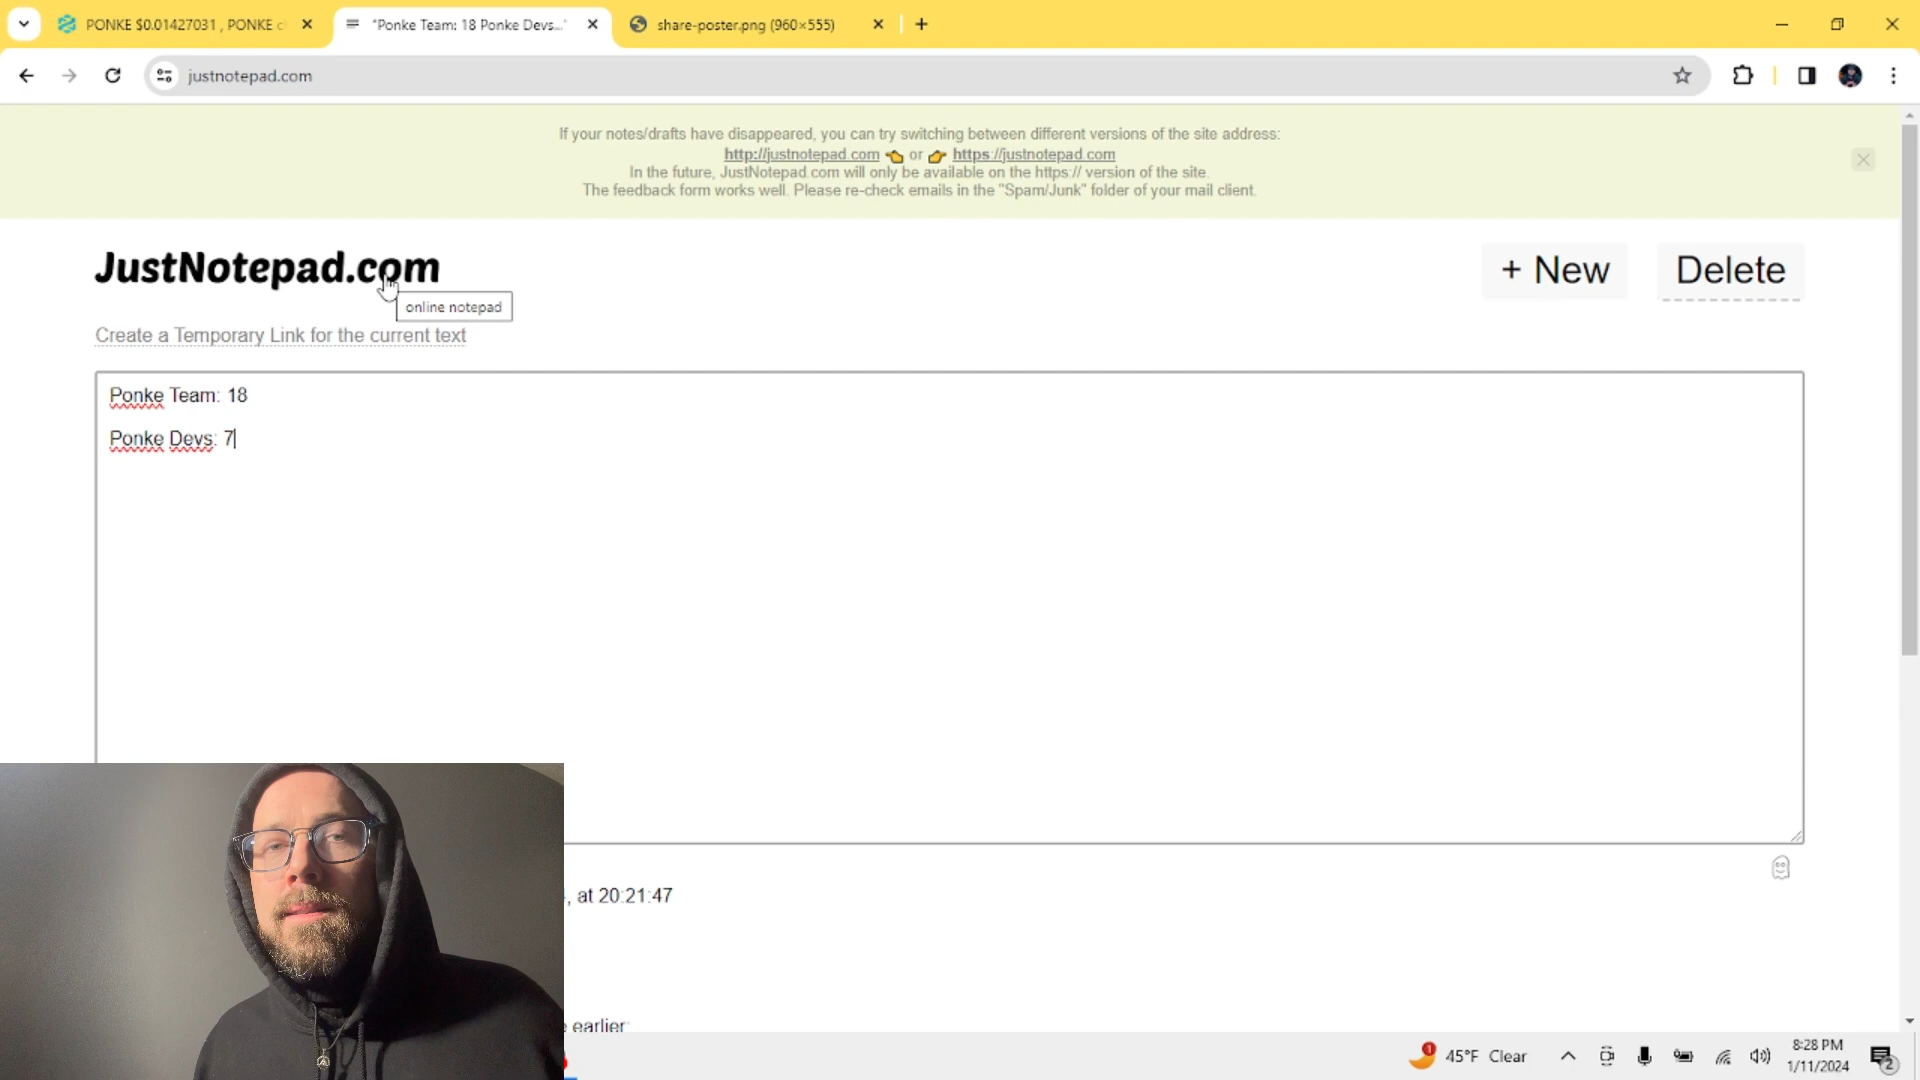 PONKE $0.01427031 , PONKE c
"Ponke Team: 18 Ponke Devs..."
share-poster.png (960×555)
justnotepad.com
If your notes/drafts have disappeared, you can try switching between different versions of the site address:
http://justnotepad.com 👈 or 👉 https://justnotepad.com
In the future, JustNotepad.com will only be available on the https:// version of the site.
The feedback form works well. Please re-check emails in the "Spam/Junk" folder of your mail client.
JustNotepad.com
+ New
Delete
online notepad
Create a Temporary Link for the current text
Ponke Team: 18
Ponke Devs: 7
, at 20:21:47
e earlier:
1
45°F Clear
8:28 PM
1/11/2024
2